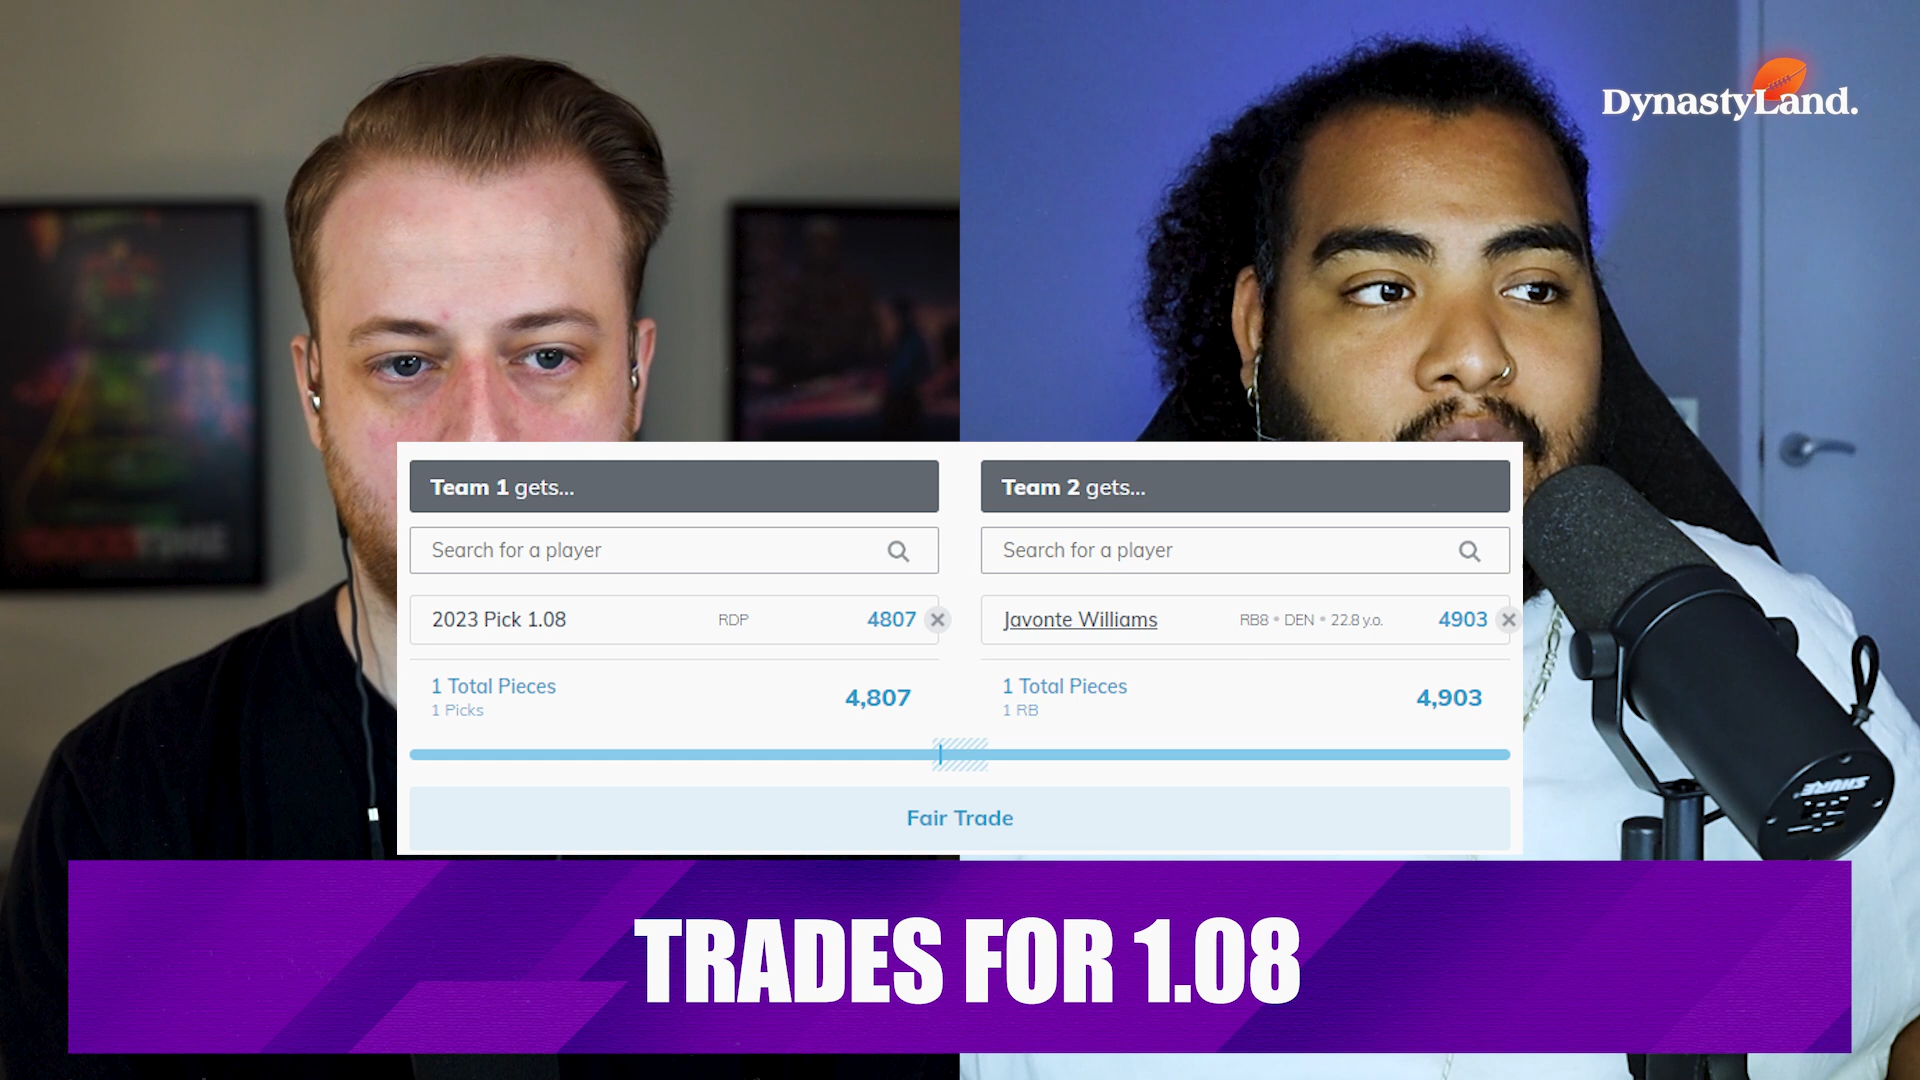 DynastyLand.
Team 1 gets...
Search for a player
2023 Pick 1.08 RDP 4807
1 Total Pieces
1 Picks
4,807
Team 2 gets...
Search for a player
Javonte Williams RB8 • DEN • 22.8 y.o. 4903
1 Total Pieces
1 RB
4,903
Fair Trade
TRADES FOR 1.08
SHURE